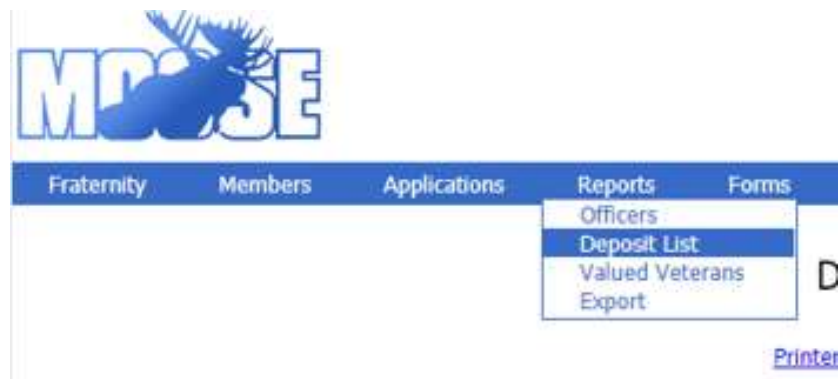 MOOSE
Fraternity Members Applications Reports Forms
Officers
Deposit List
Valued Veterans
Export
D
Printer